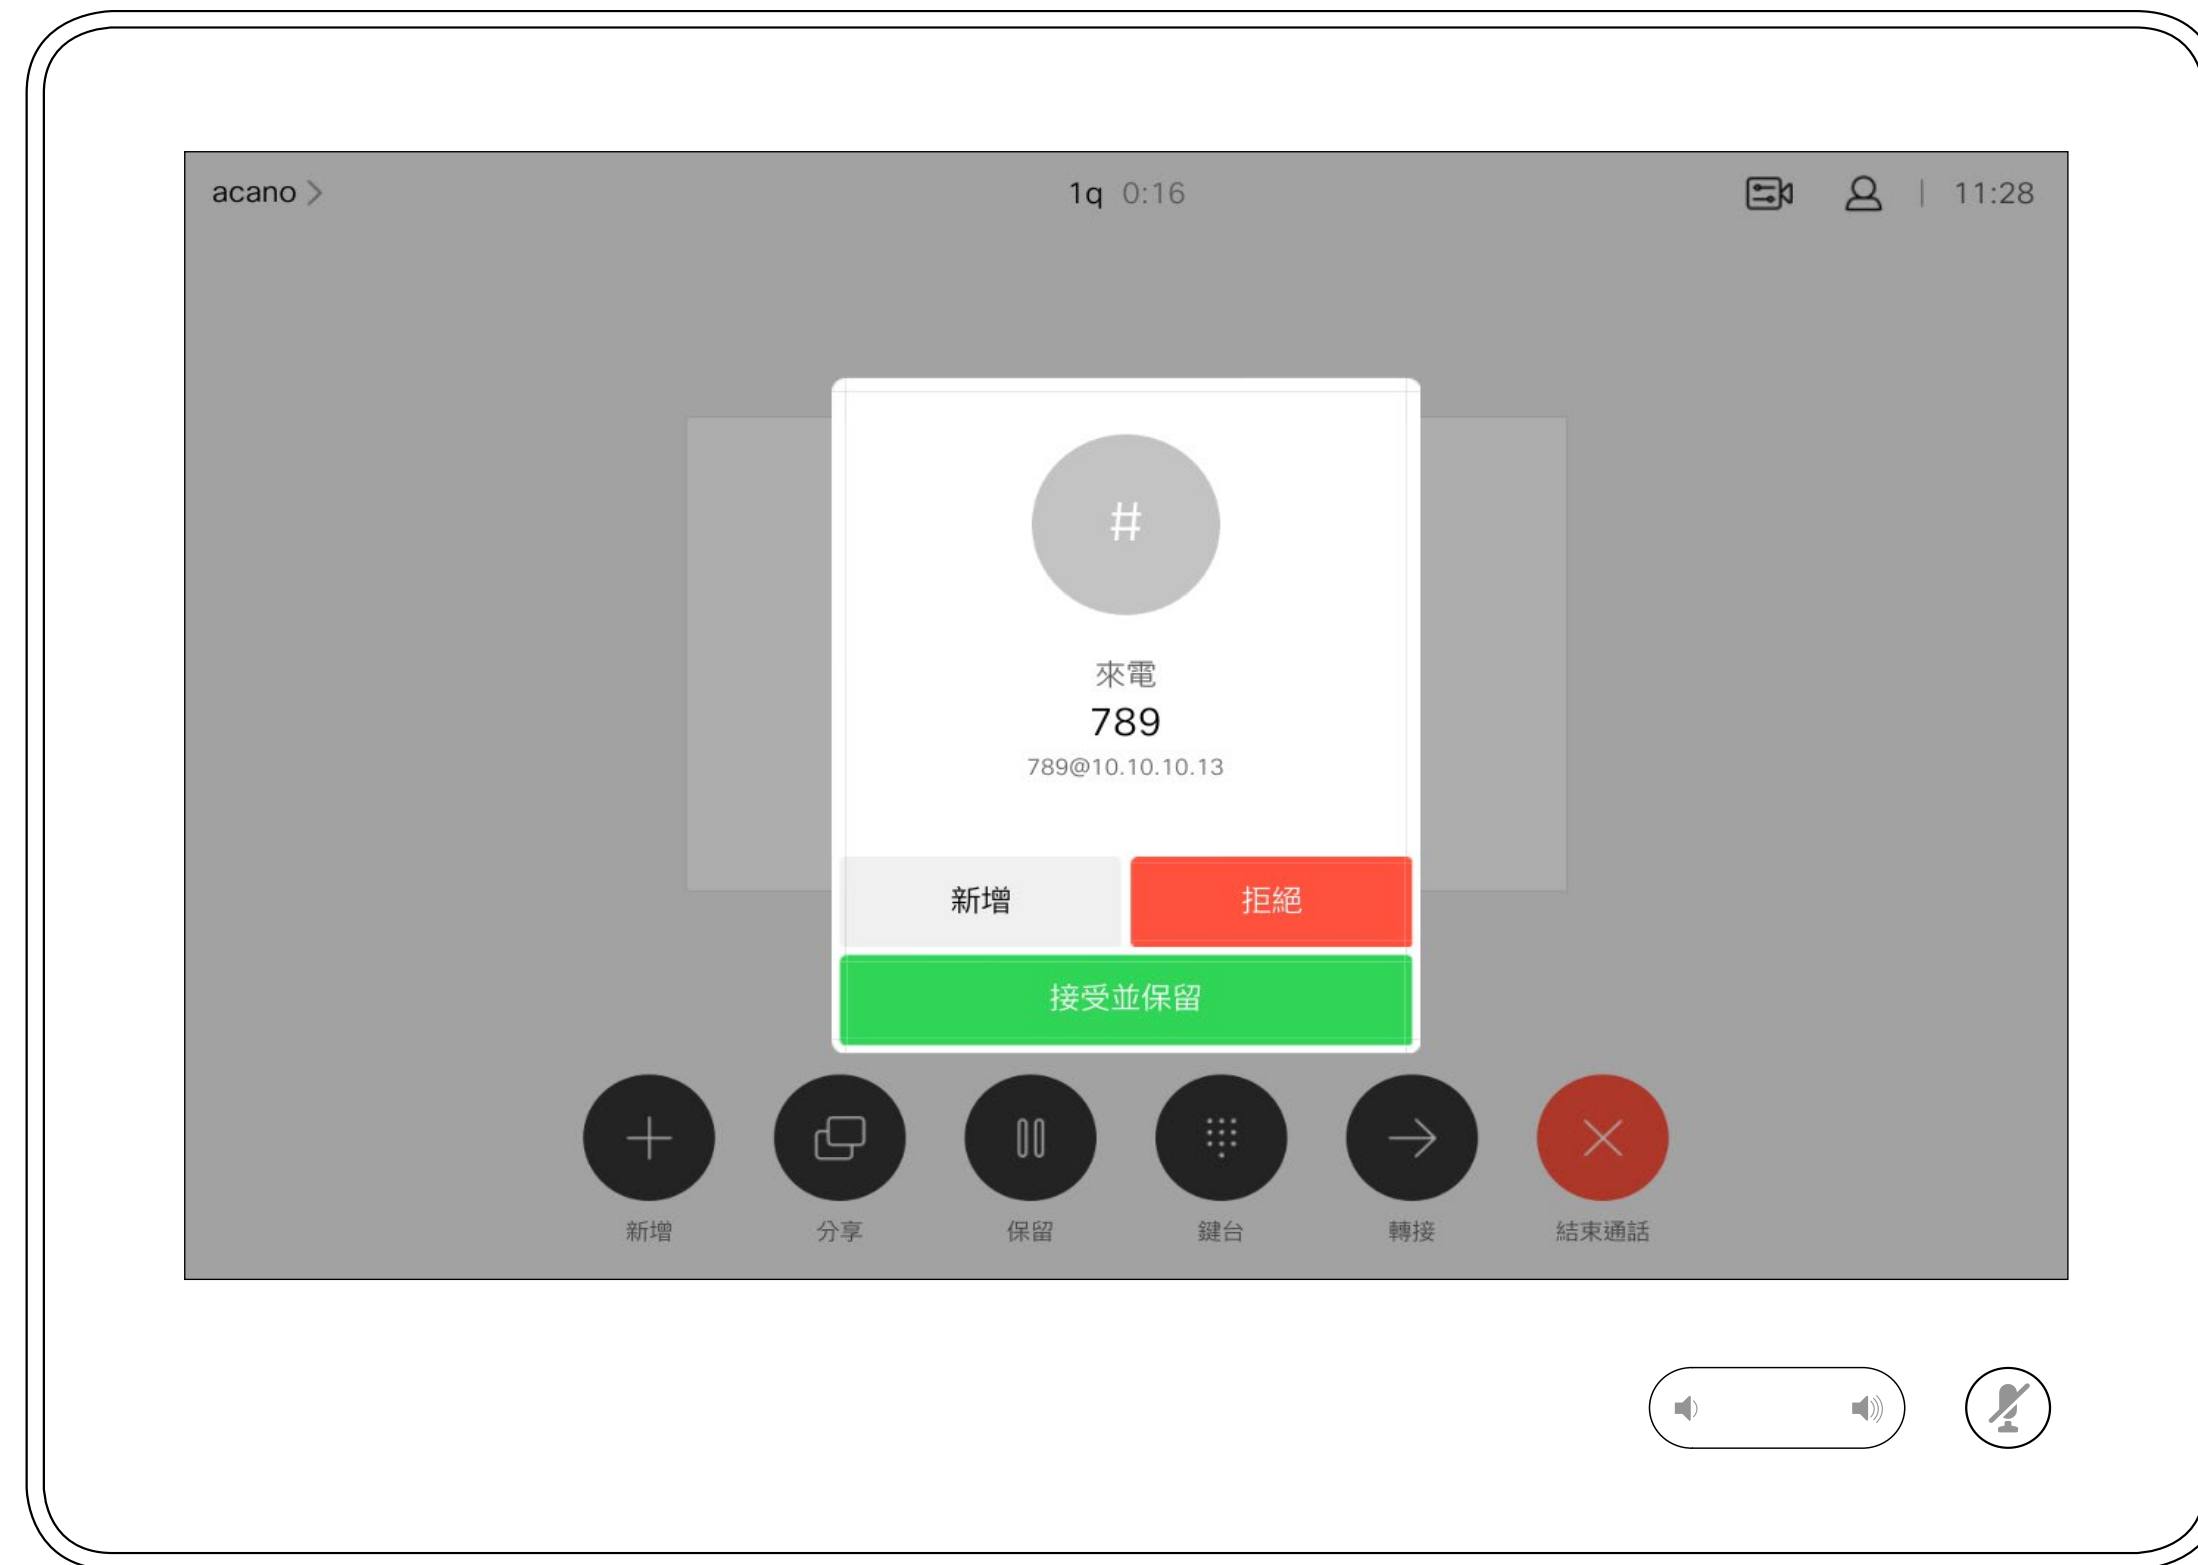 acano
1q 0:16
11:28
#
來電
789
789@10.10.10.13
新增
拒絕
接受並保留
新增
分享
保留
鍵台
轉接
結束通話